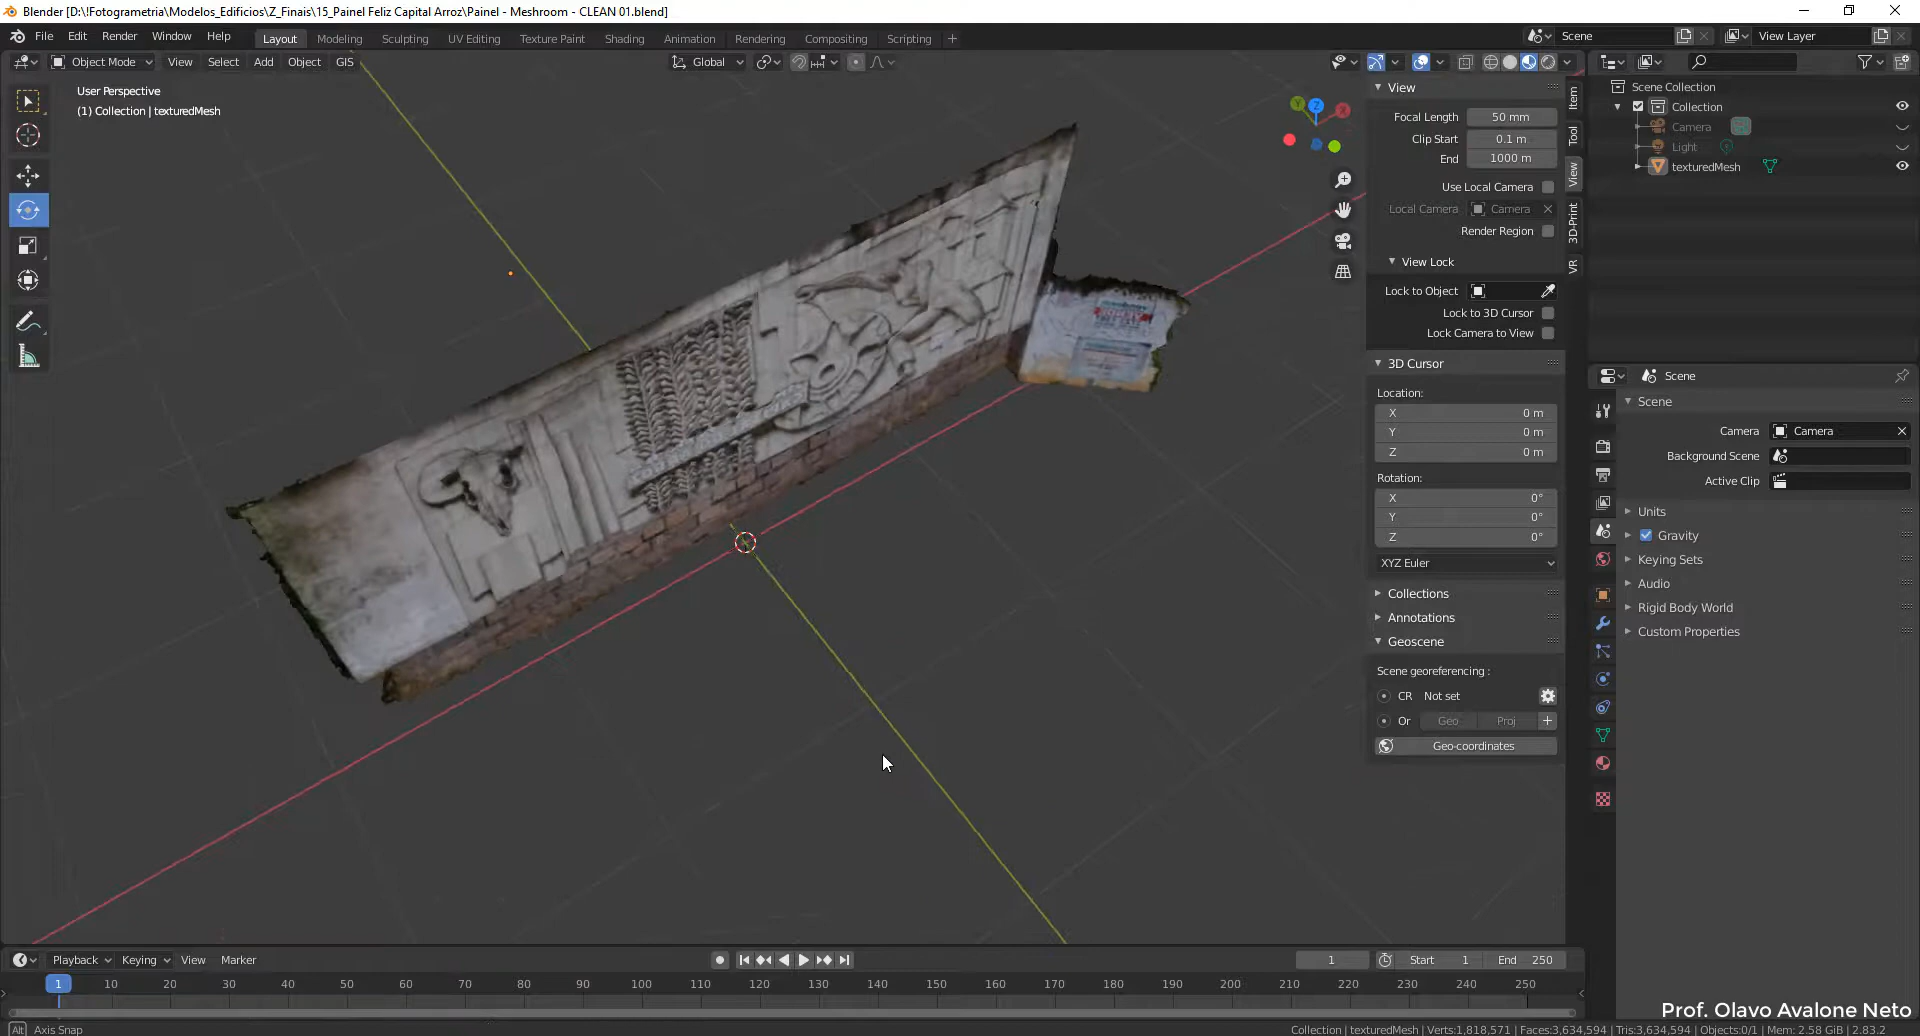 Blender [D:\!Fotogrametria\Modelos_Edificios\Z_Finais\15_Painel Feliz Capital Arroz\Painel - Meshroom - CLEAN 01.blend]
File Edit Render Window Help
Layout Modeling Sculpting UV Editing Texture Paint Shading Animation Rendering Compositing Scripting +
Scene
View Layer
Object Mode View Select Add Object GIS
Global
User Perspective
(1) Collection | texturedMesh
Y Z X
View
Focal Length 50 mm
Clip Start 0.1 m
End 1000 m
Use Local Camera
Local Camera Camera
Render Region
View Lock
Lock to Object
Lock to 3D Cursor
Lock Camera to View
3D Cursor
Location:
X 0 m
Y 0 m
Z 0 m
Rotation:
X 0°
Y 0°
Z 0°
XYZ Euler
Collections
Annotations
Geoscene
Scene georeferencing :
CR Not set
Or Geo Proj +
Geo-coordinates
Item
Tool
View
3D-Print
VR
Scene Collection
Collection
Camera
Light
texturedMesh
Scene
Scene
Camera Camera
Background Scene
Active Clip
Units
Gravity
Keying Sets
Audio
Rigid Body World
Custom Properties
Playback Keying View Marker
1 Start 1 End 250
1 10 20 30 40 50 60 70 80 90 100 110 120 130 140 150 160 170 180 190 200 210 220 230 240 250
Prof. Olavo Avalone Neto
Alt Axis Snap
Collection | texturedMesh | Verts:1,818,571 | Faces:3,634,594 | Tris:3,634,594 | Objects:0/1 | Mem: 2.58 GiB | 2.83.2